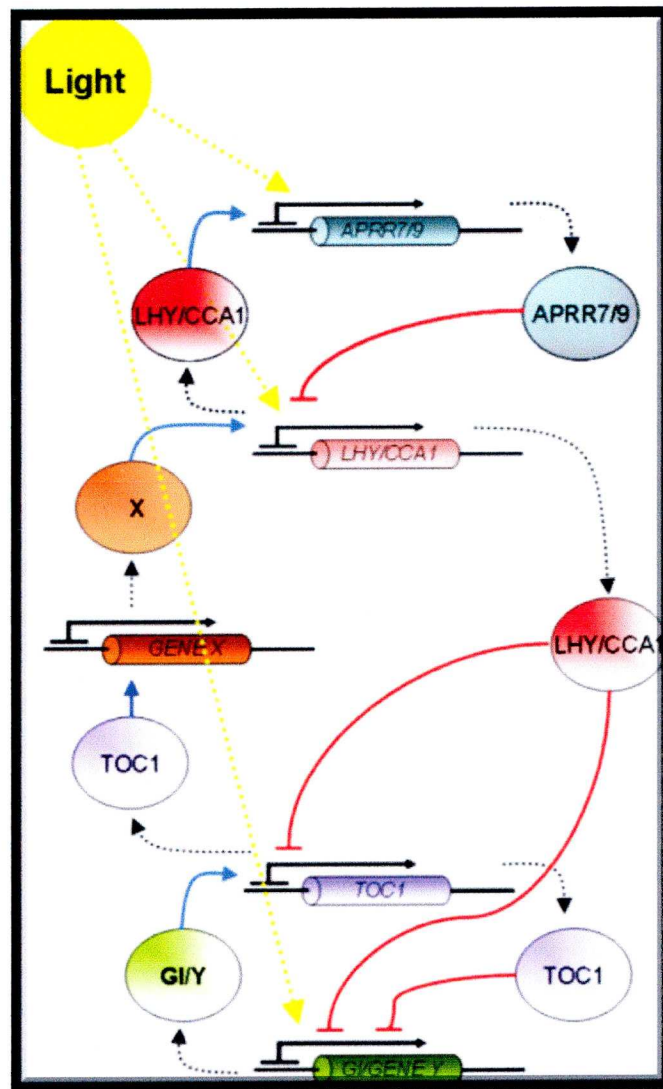 Light
APRR7/9
LHY/CCA1
APRR7/9
LHY/CCA1
X
GENE X
LHY/CCA1
TOC1
TOC1
GI/Y
TOC1
GI/GENE Y